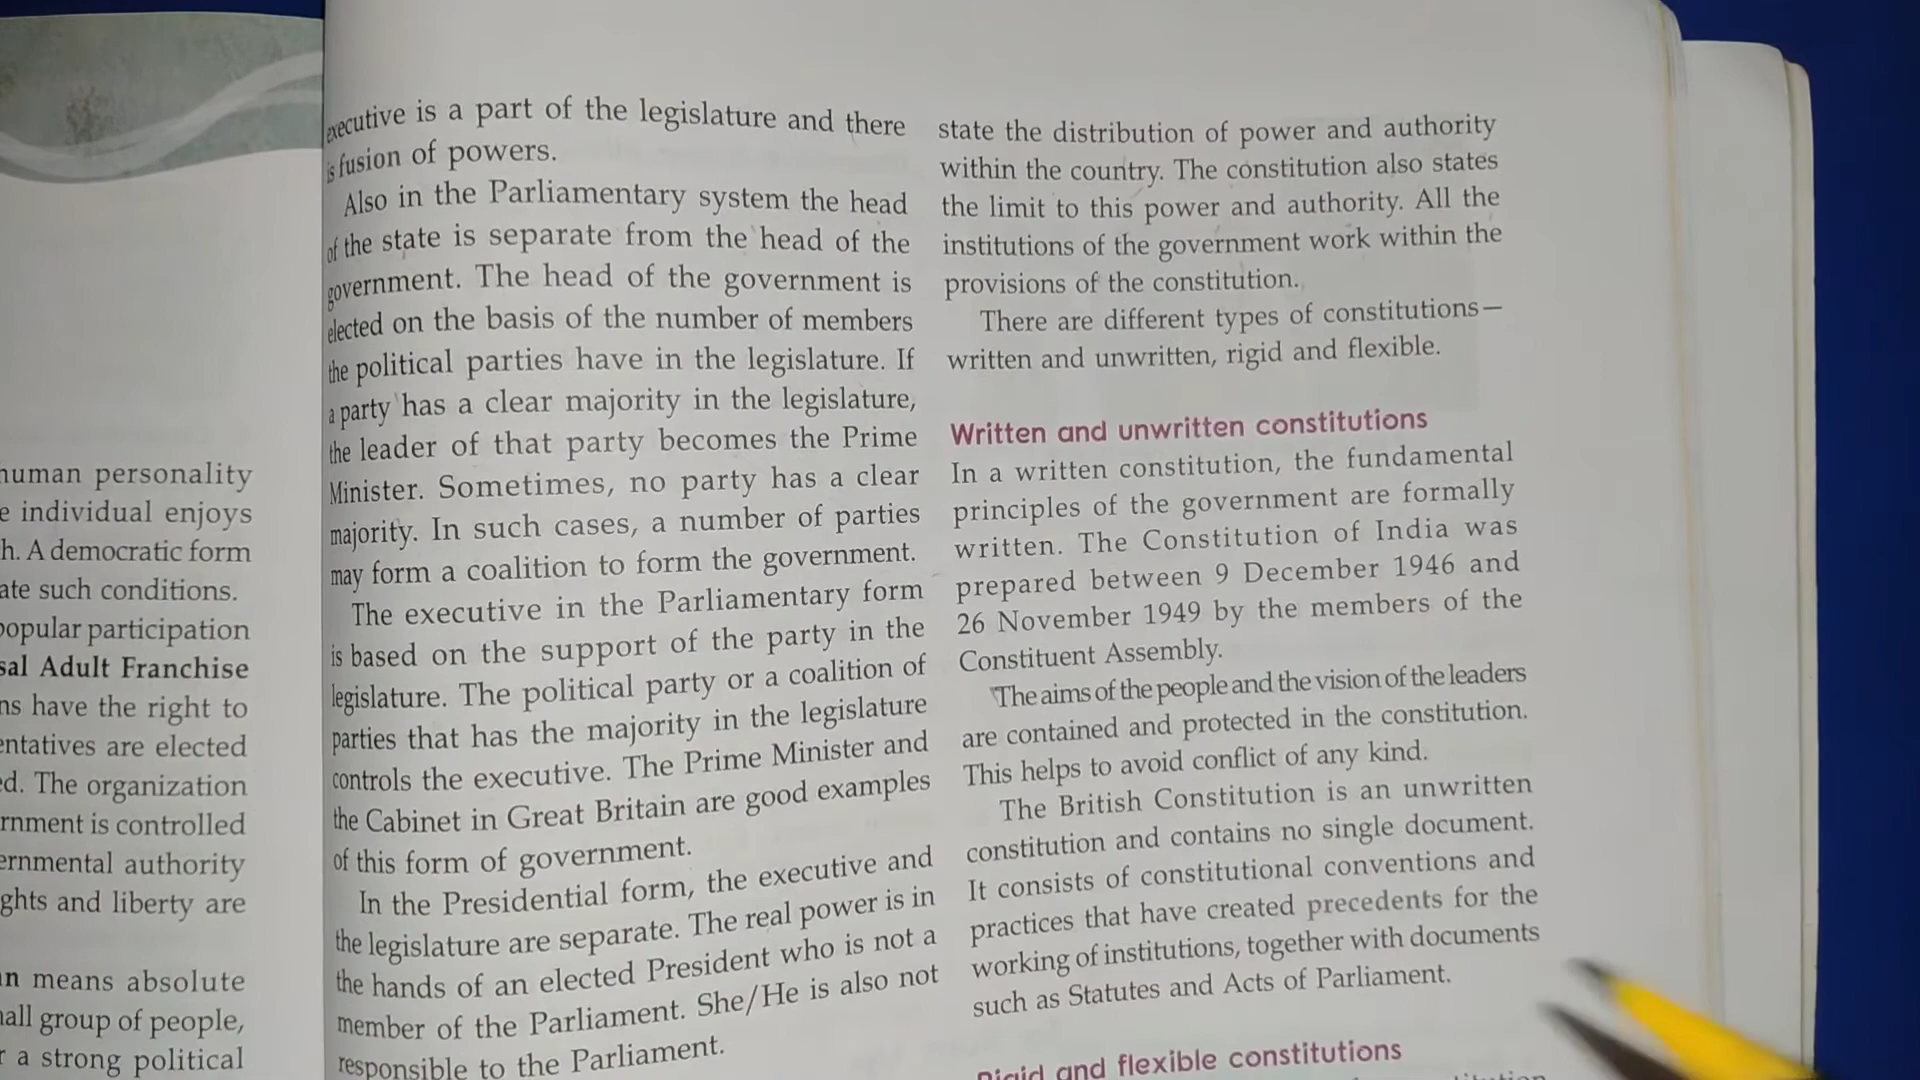 human personality
individual enjoys
h. A democratic form
ate such conditions.
popular participation
sal Adult Franchise
ns have the right to
entatives are elected
ed. The organization
rnment is controlled
ernmental authority
ghts and liberty are
an means absolute
nall group of people,
r a strong political
executive is a part of the legislature and there
is fusion of powers.
Also in the Parliamentary system the head
of the state is separate from the head of the
government. The head of the government is
elected on the basis of the number of members
the political parties have in the legislature. If
a party has a clear majority in the legislature,
the leader of that party becomes the Prime
Minister. Sometimes, no party has a clear
majority. In such cases, a number of parties
may form a coalition to form the government.
The executive in the Parliamentary form
is based on the support of the party in the
legislature. The political party or a coalition of
parties that has the majority in the legislature
controls the executive. The Prime Minister and
the Cabinet in Great Britain are good examples
of this form of government.
In the Presidential form, the executive and
the legislature are separate. The real power is in
the hands of an elected President who is not a
member of the Parliament. She/He is also not
responsible to the Parliament.
state the distribution of power and authority
within the country. The constitution also states
the limit to this power and authority. All the
institutions of the government work within the
provisions of the constitution.
There are different types of constitutions—
written and unwritten, rigid and flexible.
Written and unwritten constitutions
In a written constitution, the fundamental
principles of the government are formally
written. The Constitution of India was
prepared between 9 December 1946 and
26 November 1949 by the members of the
Constituent Assembly.
The aims of the people and the vision of the leaders
are contained and protected in the constitution.
This helps to avoid conflict of any kind.
The British Constitution is an unwritten
constitution and contains no single document.
It consists of constitutional conventions and
practices that have created precedents for the
working of institutions, together with documents
such as Statutes and Acts of Parliament.
Rigid and flexible constitutions